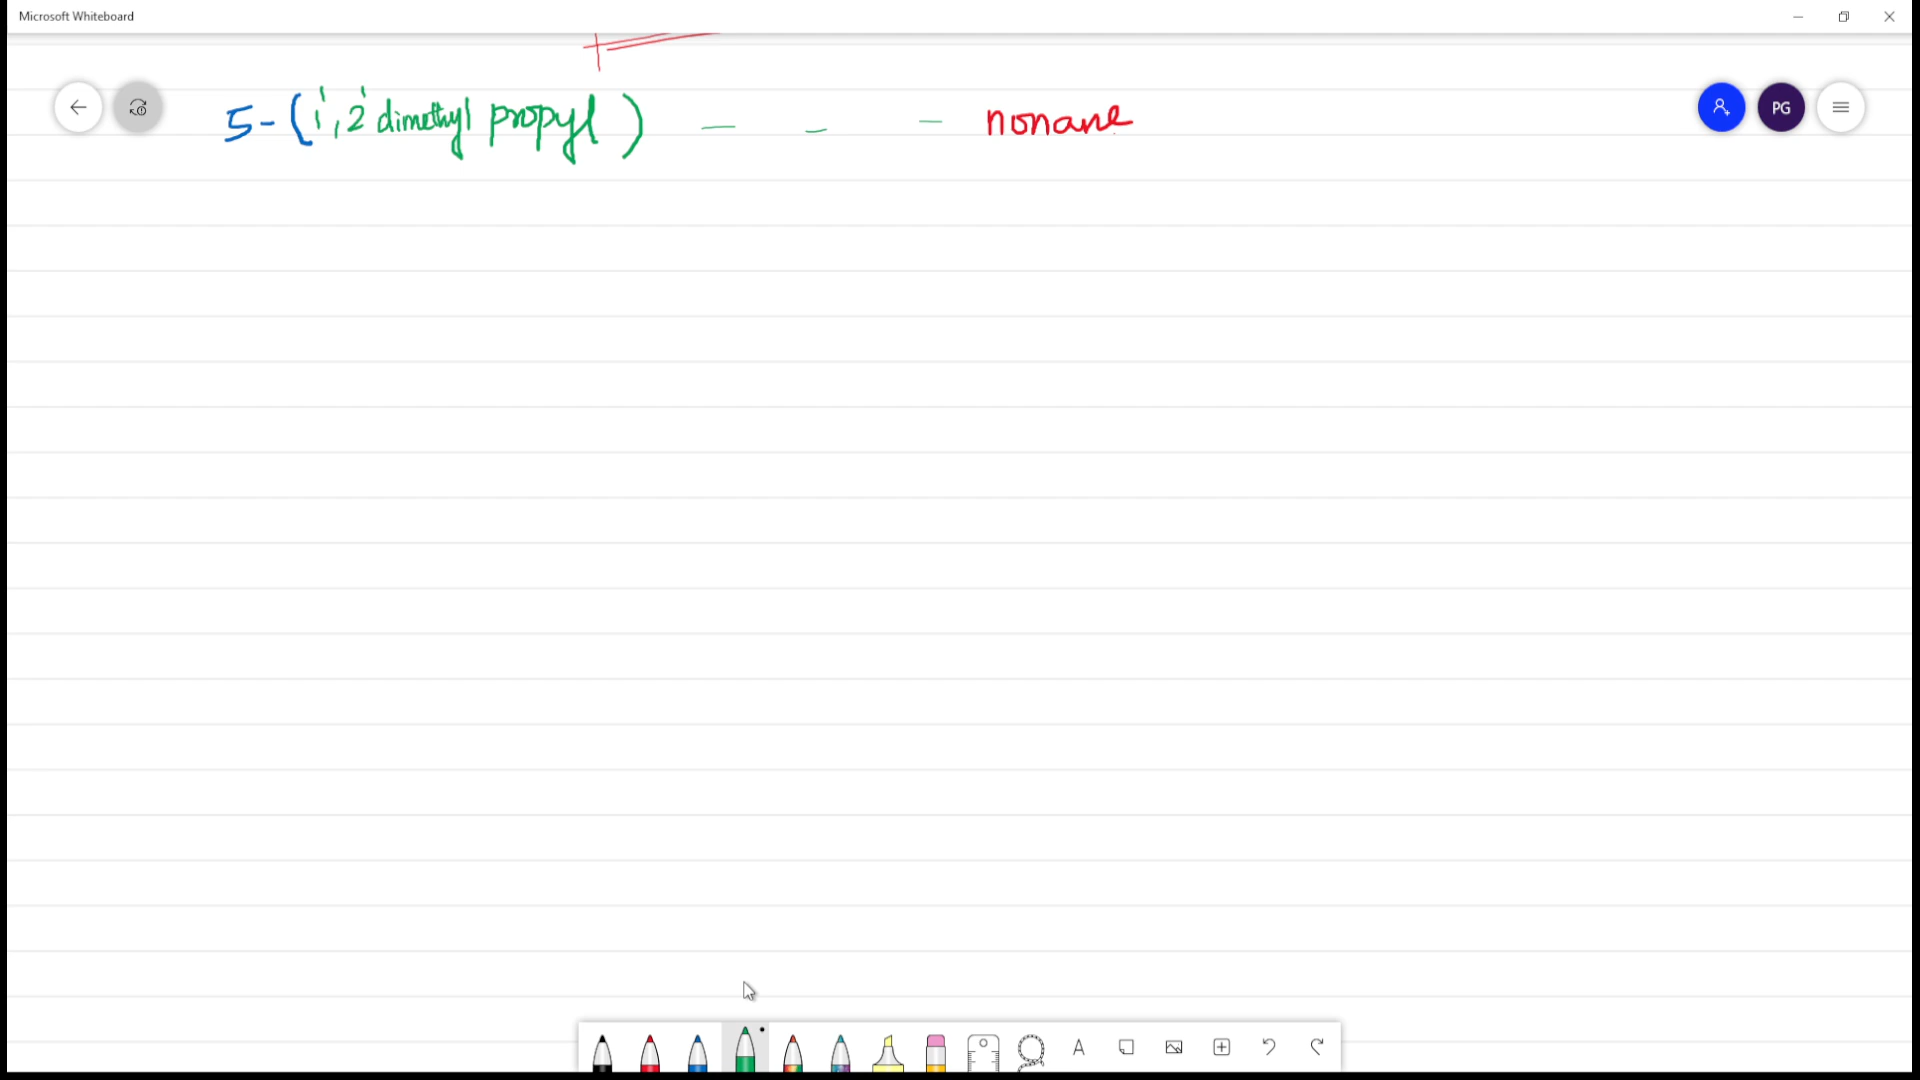 Microsoft Whiteboard
5-(1',2' dimethyl propyl) — – — nonane
PG
A